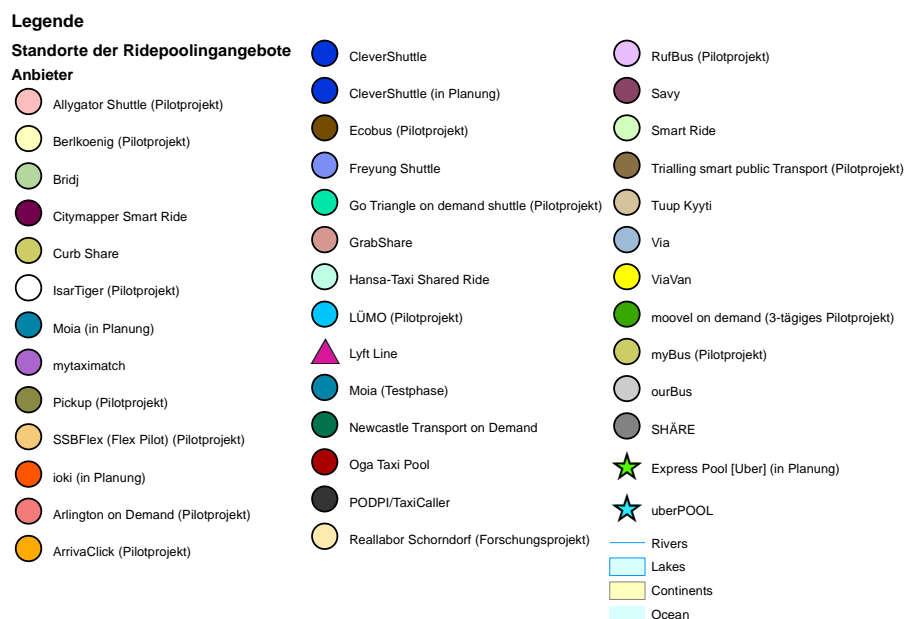 Legende
Standorte der Ridepoolingangebote
Anbieter
Allygator Shuttle (Pilotprojekt)
Berlkoenig (Pilotprojekt)
Bridj
Citymapper Smart Ride
Curb Share
IsarTiger (Pilotprojekt)
Moia (in Planung)
mytaximatch
Pickup (Pilotprojekt)
SSBFlex (Flex Pilot) (Pilotprojekt)
ioki (in Planung)
Arlington on Demand (Pilotprojekt)
ArrivaClick (Pilotprojekt)
CleverShuttle
CleverShuttle (in Planung)
Ecobus (Pilotprojekt)
Freyung Shuttle
Go Triangle on demand shuttle (Pilotprojekt)
GrabShare
Hansa-Taxi Shared Ride
LÜMO (Pilotprojekt)
Lyft Line
Moia (Testphase)
Newcastle Transport on Demand
Oga Taxi Pool
PODPI/TaxiCaller
Reallabor Schorndorf (Forschungsprojekt)
RufBus (Pilotprojekt)
Savy
Smart Ride
Trialling smart public Transport (Pilotprojekt)
Tuup Kyyti
Via
ViaVan
moovel on demand (3-tägiges Pilotprojekt)
myBus (Pilotprojekt)
ourBus
SHÄRE
Express Pool [Uber] (in Planung)
uberPOOL
Rivers
Lakes
Continents
Ocean